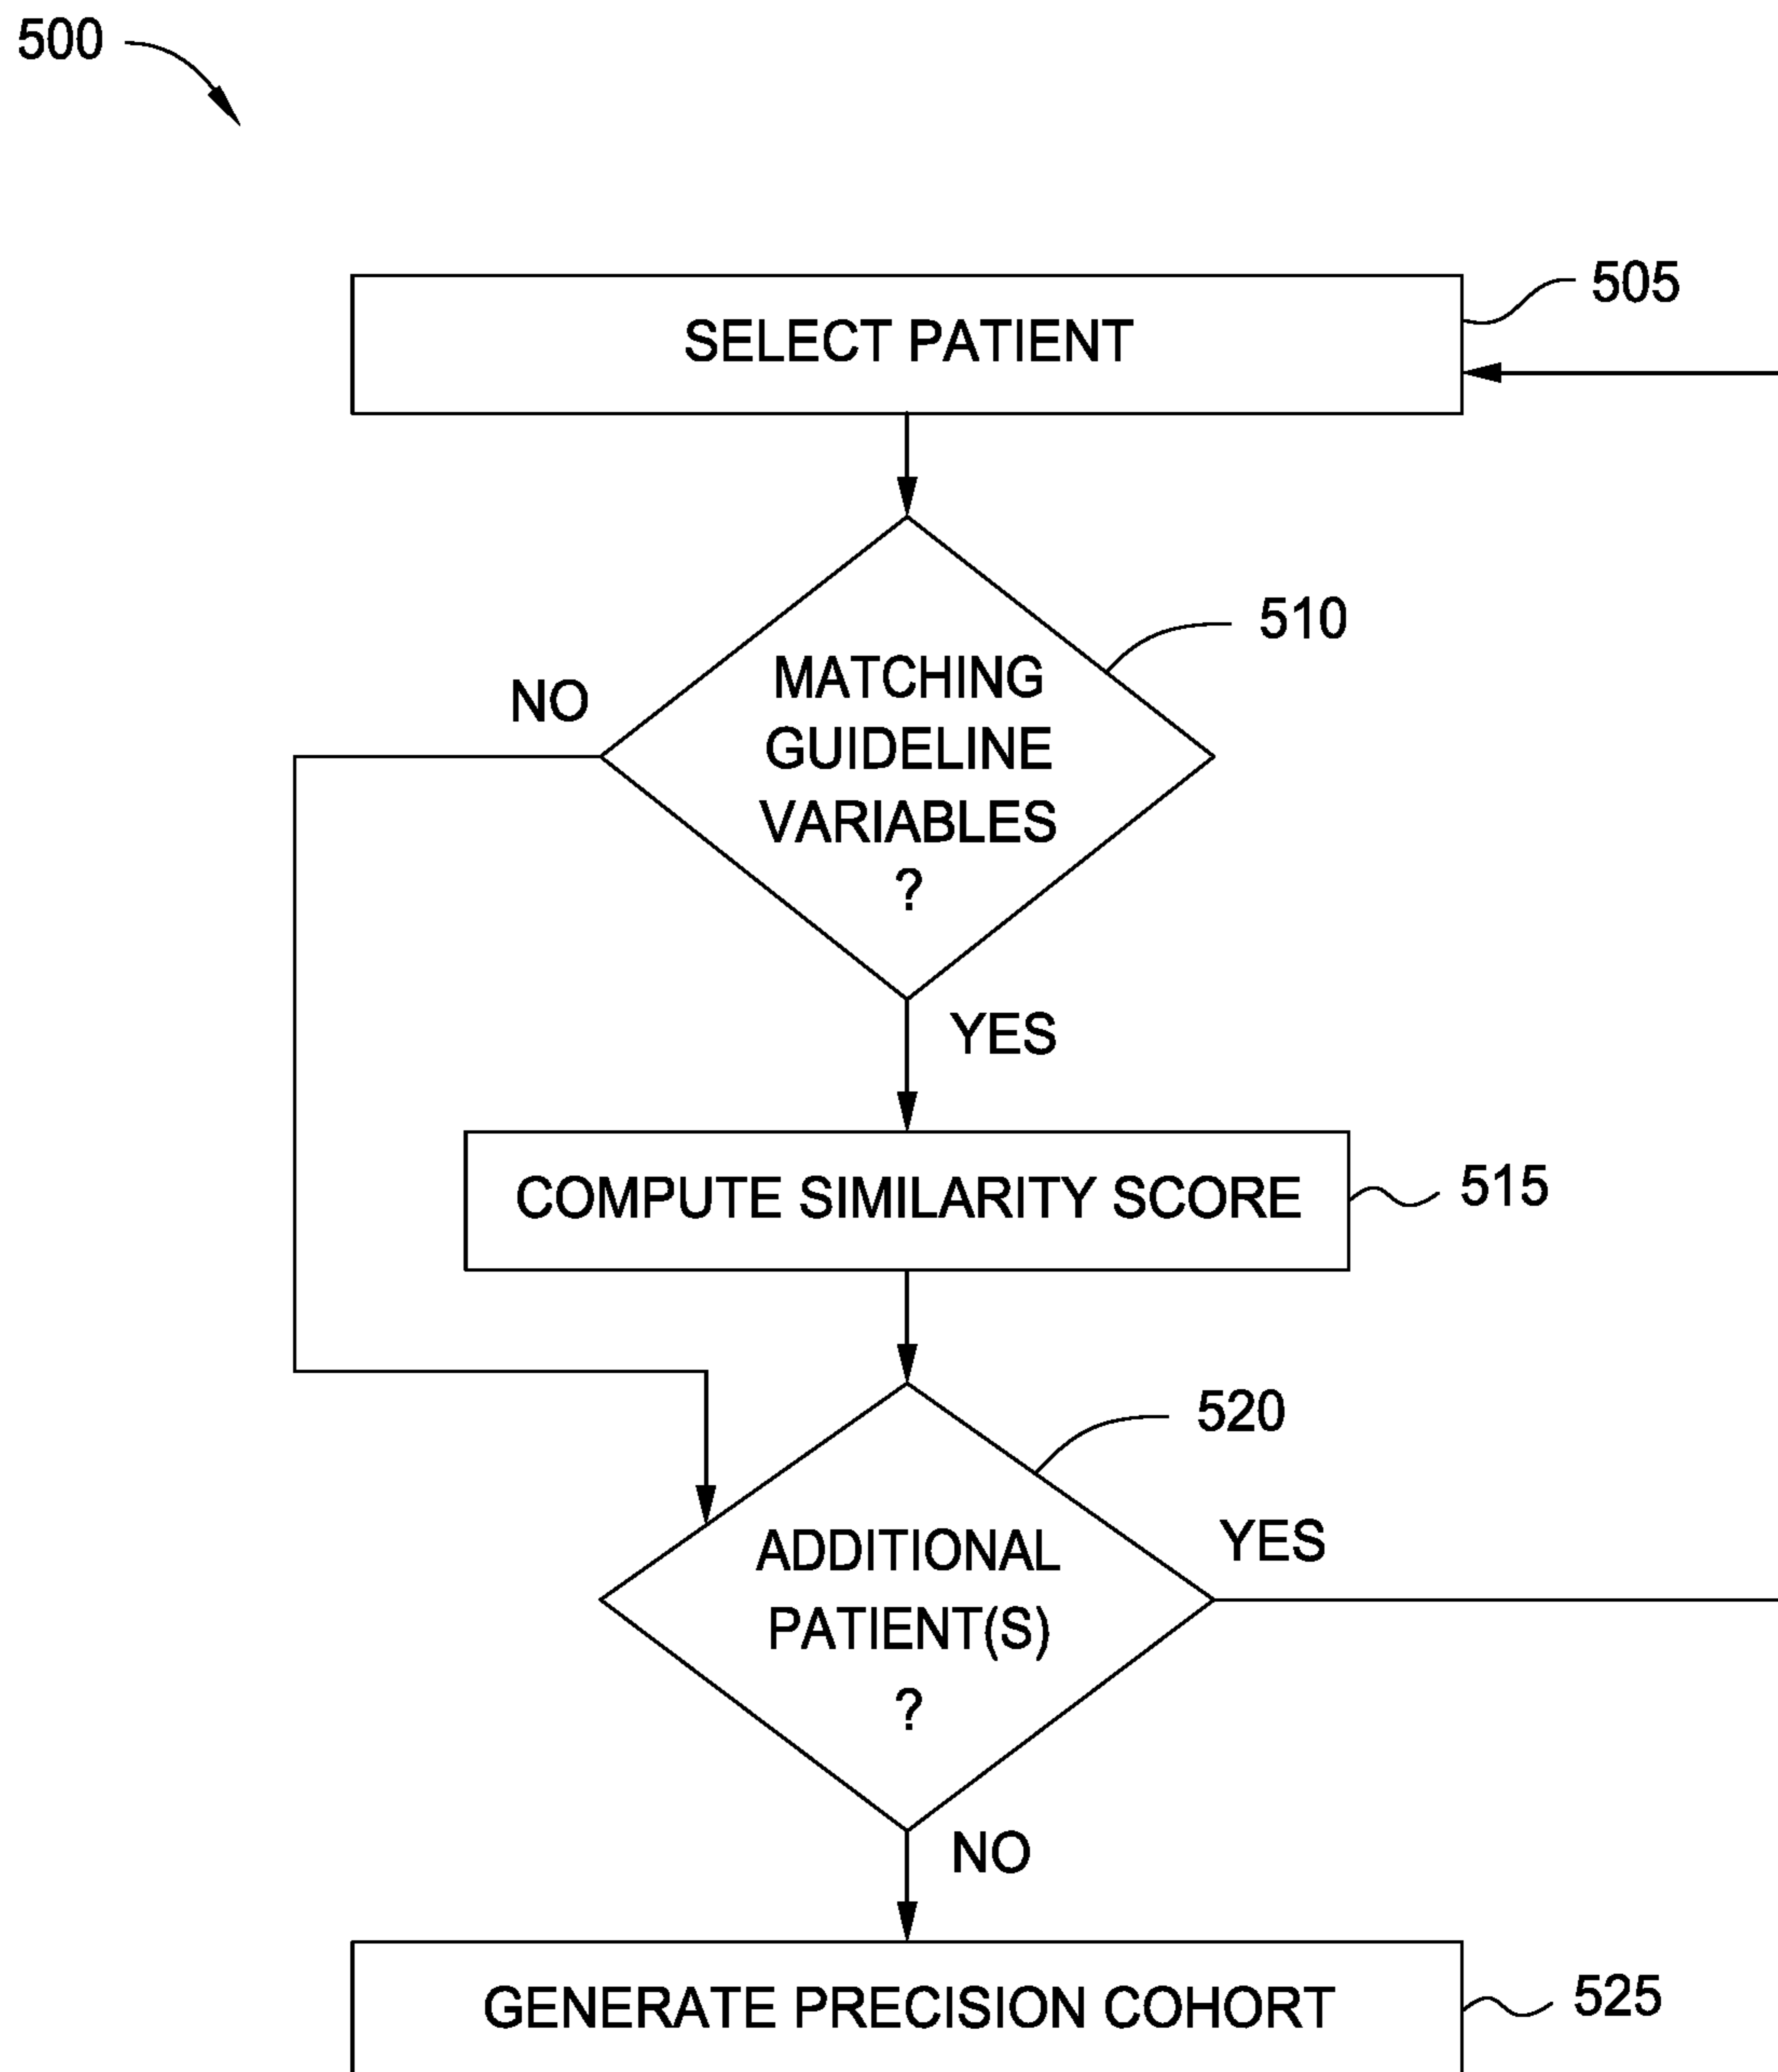 500
505
SELECT PATIENT
510
MATCHING
GUIDELINE
VARIABLES
?
NO
YES
COMPUTE SIMILARITY SCORE
515
520
ADDITIONAL
PATIENT(S)
?
YES
NO
GENERATE PRECISION COHORT
525